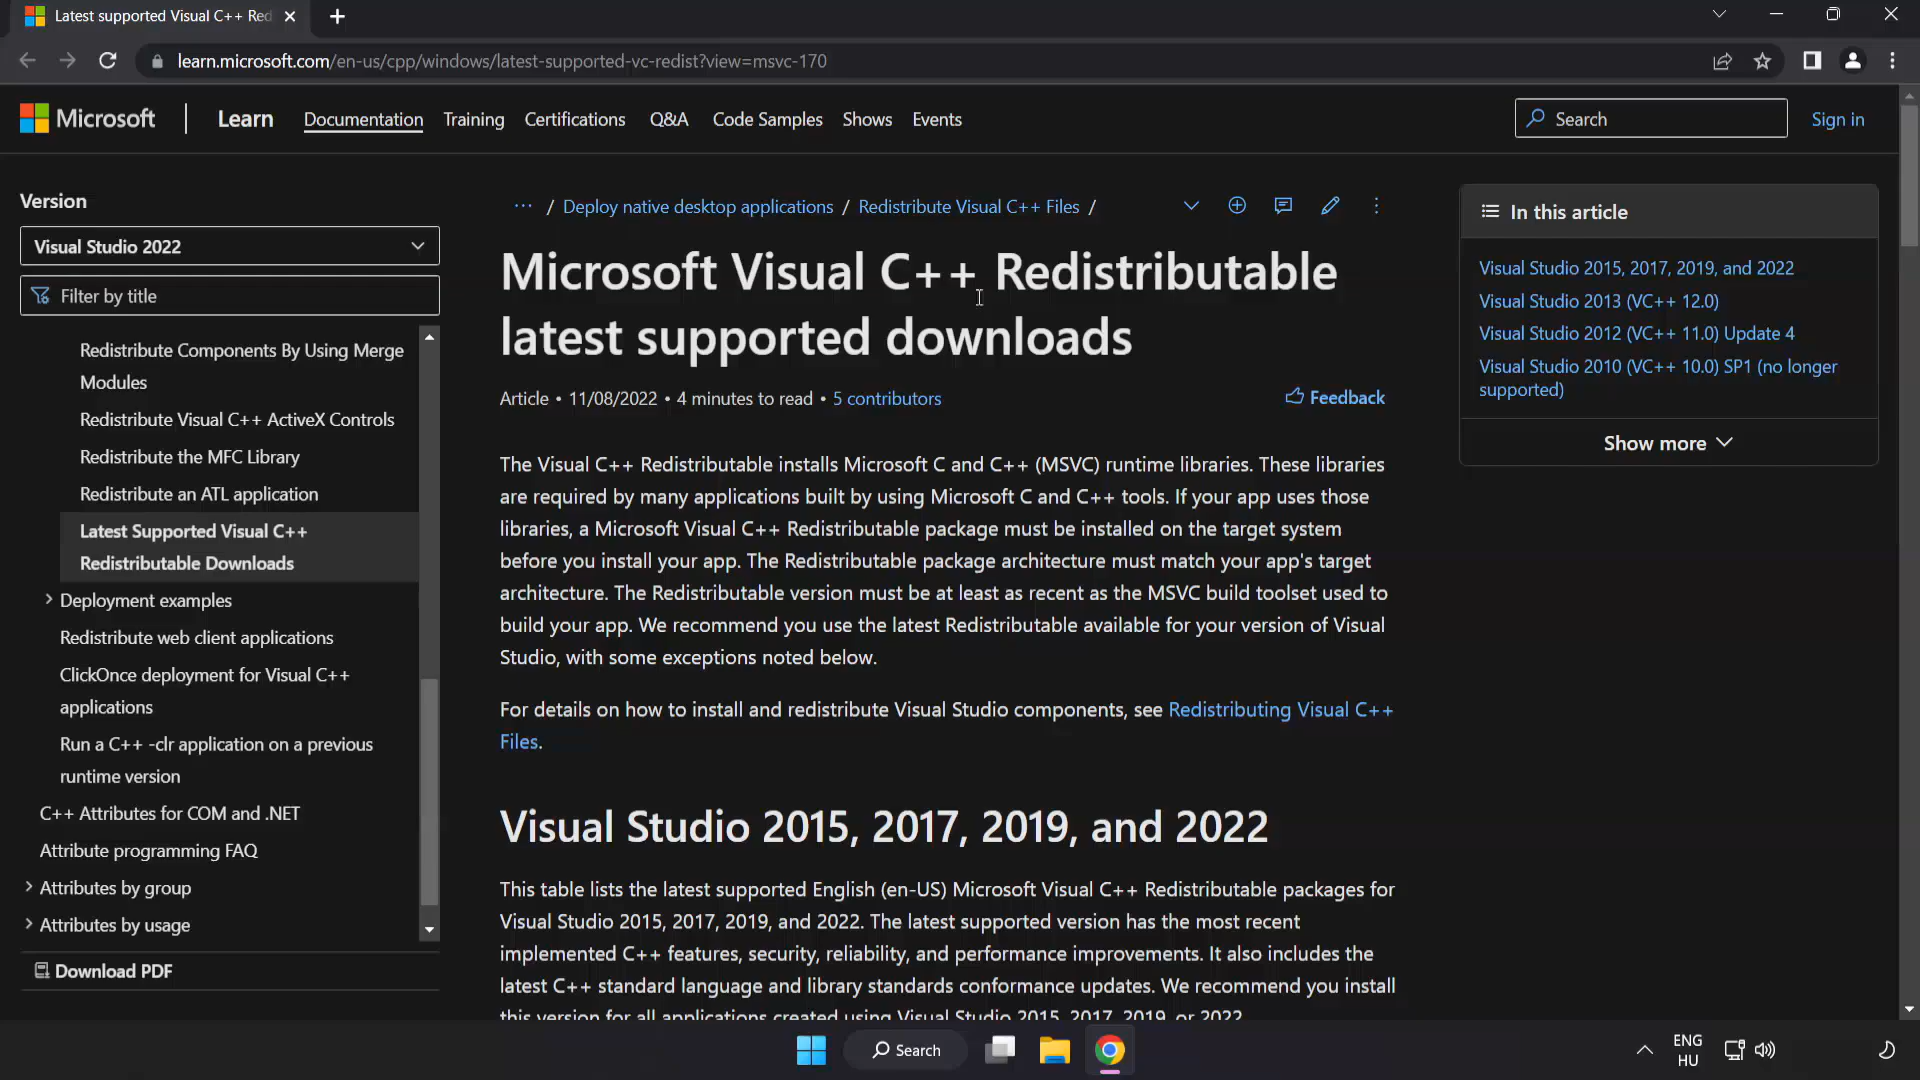 Latest supported Visual C++ Red
learn.microsoft.com/en-us/cpp/windows/latest-supported-vc-redist?view=msvc-170
Microsoft
Learn
Documentation
Training
Certifications
Q&A
Code Samples
Shows
Events
Search
Sign in
Version
Visual Studio 2022
Filter by title
Redistribute Components By Using Merge
Modules
Redistribute Visual C++ ActiveX Controls
Redistribute the MFC Library
Redistribute an ATL application
Latest Supported Visual C++
Redistributable Downloads
Deployment examples
Redistribute web client applications
ClickOnce deployment for Visual C++
applications
Run a C++ -clr application on a previous
runtime version
C++ Attributes for COM and .NET
Attribute programming FAQ
Attributes by group
Attributes by usage
Download PDF
··· / Deploy native desktop applications / Redistribute Visual C++ Files /
Microsoft Visual C++ Redistributable
latest supported downloads
Article • 11/08/2022 • 4 minutes to read • 5 contributors
Feedback
The Visual C++ Redistributable installs Microsoft C and C++ (MSVC) runtime libraries. These libraries
are required by many applications built by using Microsoft C and C++ tools. If your app uses those
libraries, a Microsoft Visual C++ Redistributable package must be installed on the target system
before you install your app. The Redistributable package architecture must match your app's target
architecture. The Redistributable version must be at least as recent as the MSVC build toolset used to
build your app. We recommend you use the latest Redistributable available for your version of Visual
Studio, with some exceptions noted below.
For details on how to install and redistribute Visual Studio components, see Redistributing Visual C++
Files.
Visual Studio 2015, 2017, 2019, and 2022
This table lists the latest supported English (en-US) Microsoft Visual C++ Redistributable packages for
Visual Studio 2015, 2017, 2019, and 2022. The latest supported version has the most recent
implemented C++ features, security, reliability, and performance improvements. It also includes the
latest C++ standard language and library standards conformance updates. We recommend you install
this version for all applications created using Visual Studio 2015, 2017, 2019, or 2022.
In this article
Visual Studio 2015, 2017, 2019, and 2022
Visual Studio 2013 (VC++ 12.0)
Visual Studio 2012 (VC++ 11.0) Update 4
Visual Studio 2010 (VC++ 10.0) SP1 (no longer
supported)
Show more
Search
ENG
HU